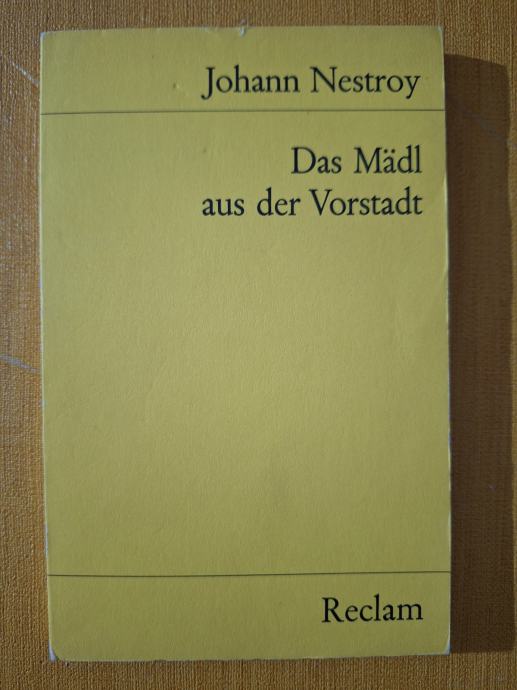 Johann Nestroy
Das Mädl
aus der Vorstadt
Reclam